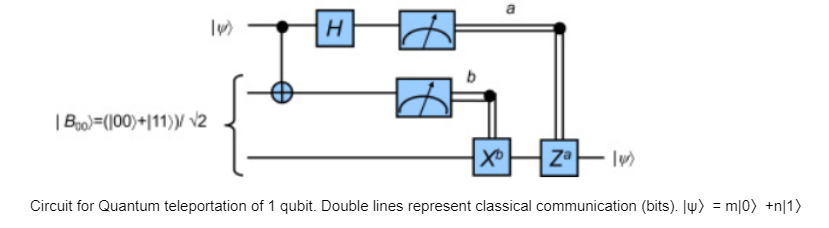 a
|ψ⟩ H
b
| B₀₀⟩=(|00⟩+|11⟩)/ √2
Xᵇ Zᵃ |ψ⟩
Circuit for Quantum teleportation of 1 qubit. Double lines represent classical communication (bits). |ψ⟩ = m|0⟩ +n|1⟩